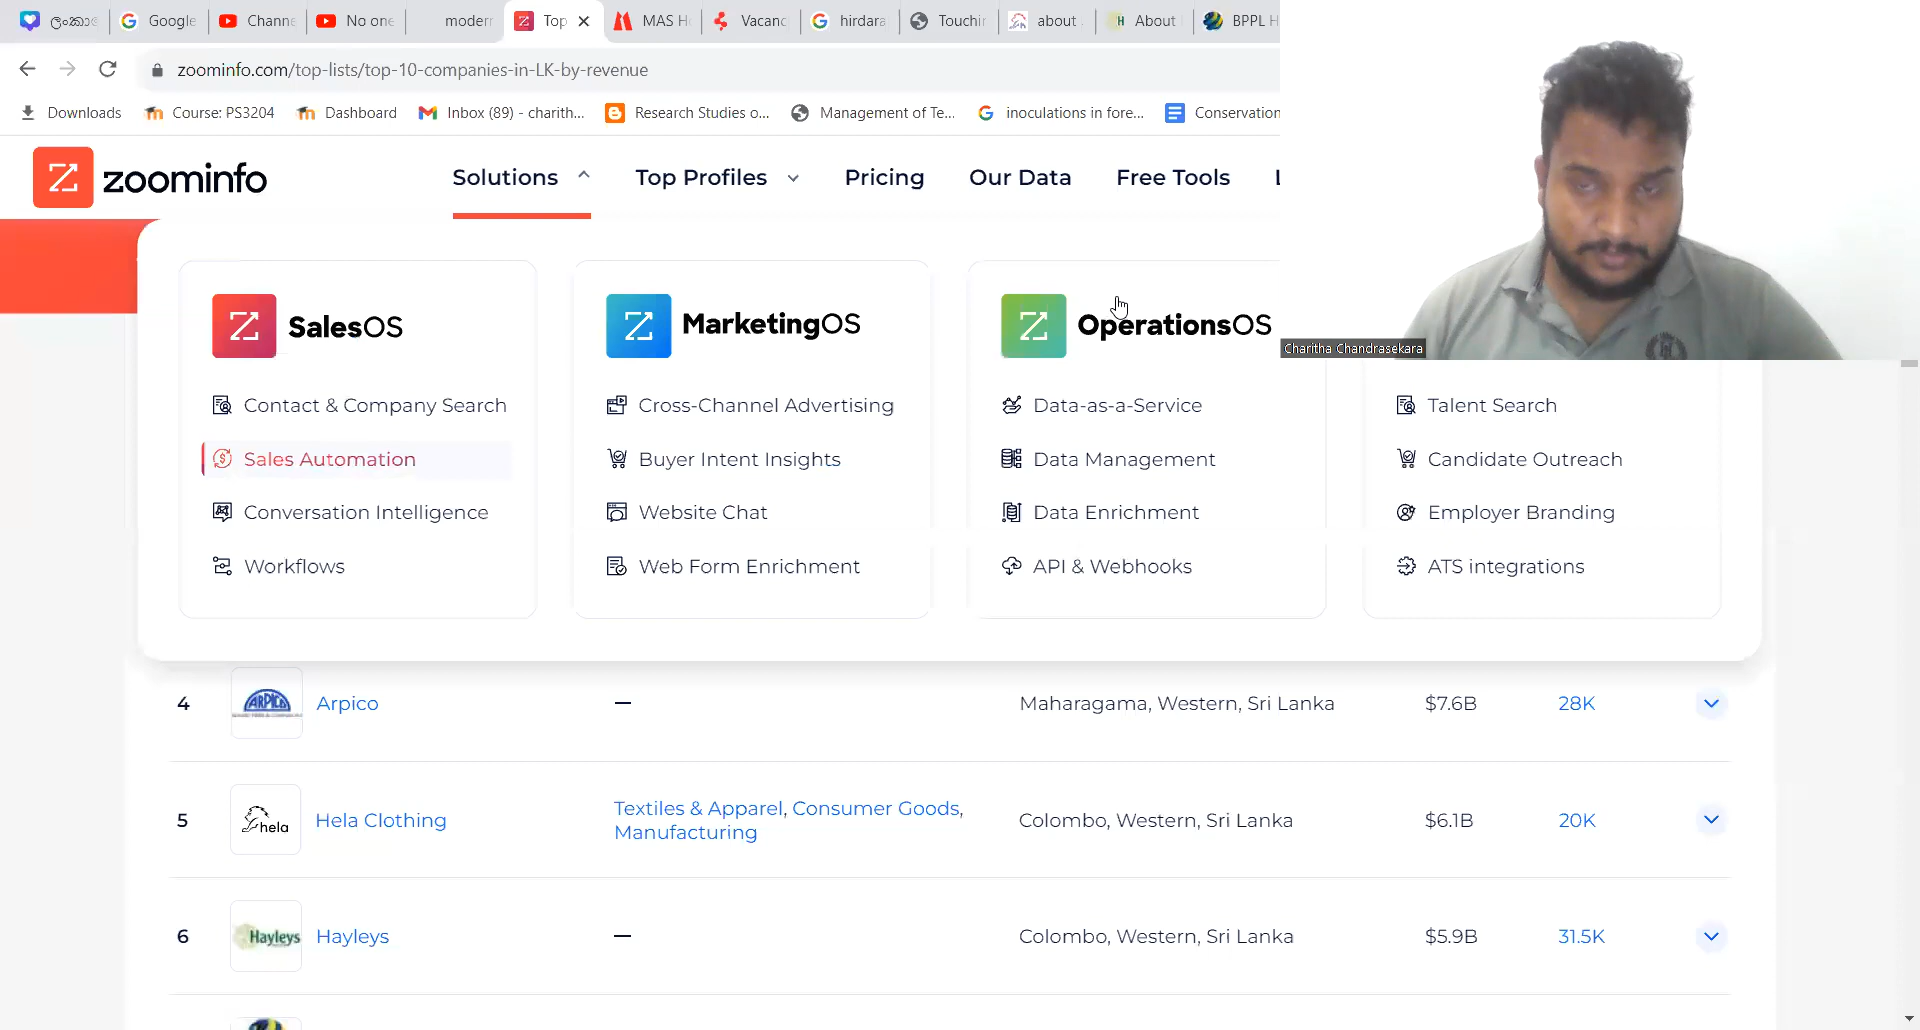 ලංකාද
Google
Channe
No one
modern
Top
MAS H
Vacanc
hirdara
Touchin
about
About
BPPL H
zoominfo.com/top-lists/top-10-companies-in-LK-by-revenue
Downloads
Course: PS3204
Dashboard
Inbox (89) - charith...
Research Studies o...
Management of Te...
inoculations in fore...
Conservation
zoominfo
Solutions
Top Profiles
Pricing
Our Data
Free Tools
SalesOS
MarketingOS
OperationsOS
Charitha Chandrasekara
Contact & Company Search
Cross-Channel Advertising
Data-as-a-Service
Talent Search
Sales Automation
Buyer Intent Insights
Data Management
Candidate Outreach
Conversation Intelligence
Website Chat
Data Enrichment
Employer Branding
Workflows
Web Form Enrichment
API & Webhooks
ATS integrations
4
ARPICO
Arpico
—
Maharagama, Western, Sri Lanka
$7.6B
28K
5
hela
Hela Clothing
Textiles & Apparel, Consumer Goods,
Manufacturing
Colombo, Western, Sri Lanka
$6.1B
20K
6
Hayleys
Hayleys
—
Colombo, Western, Sri Lanka
$5.9B
31.5K